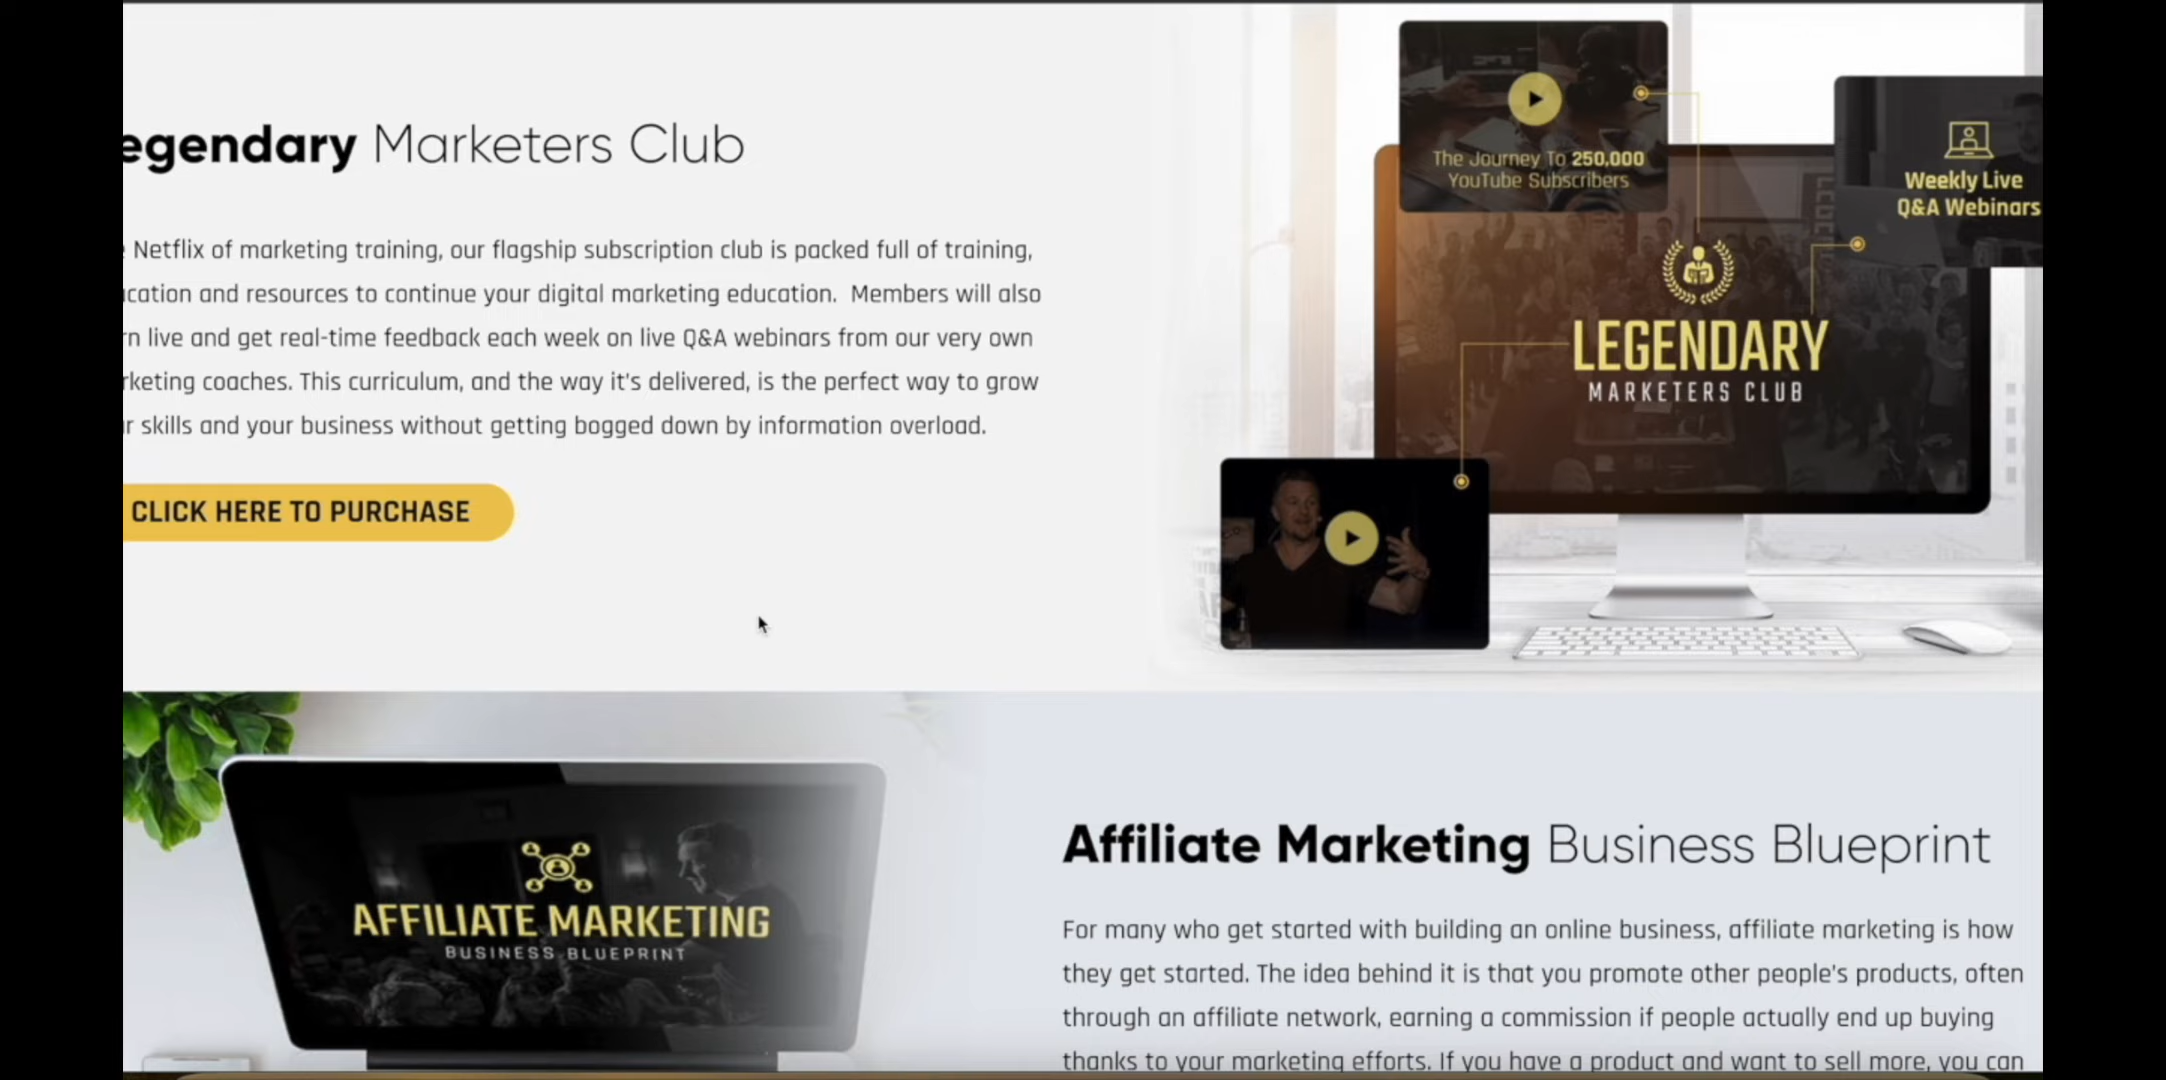 egendary Marketers Club
Netflix of marketing training, our flagship subscription club is packed full of training,
ication and resources to continue your digital marketing education. Members will also
rn live and get real-time feedback each week on live Q&A webinars from our very own
rketing coaches. This curriculum, and the way it's delivered, is the perfect way to grow
ur skills and your business without getting bogged down by information overload.
CLICK HERE TO PURCHASE
The Journey To 250,000
YouTube Subscribers
Weekly Live
Q&A Webinars
LEGENDARY
MARKETERS CLUB
AFFILIATE MARKETING
BUSINESS BLUEPRINT
Affiliate Marketing Business Blueprint
For many who get started with building an online business, affiliate marketing is how
they get started. The idea behind it is that you promote other people's products, often
through an affiliate network, earning a commission if people actually end up buying
thanks to your marketing efforts. If you have a product and want to sell more, you can